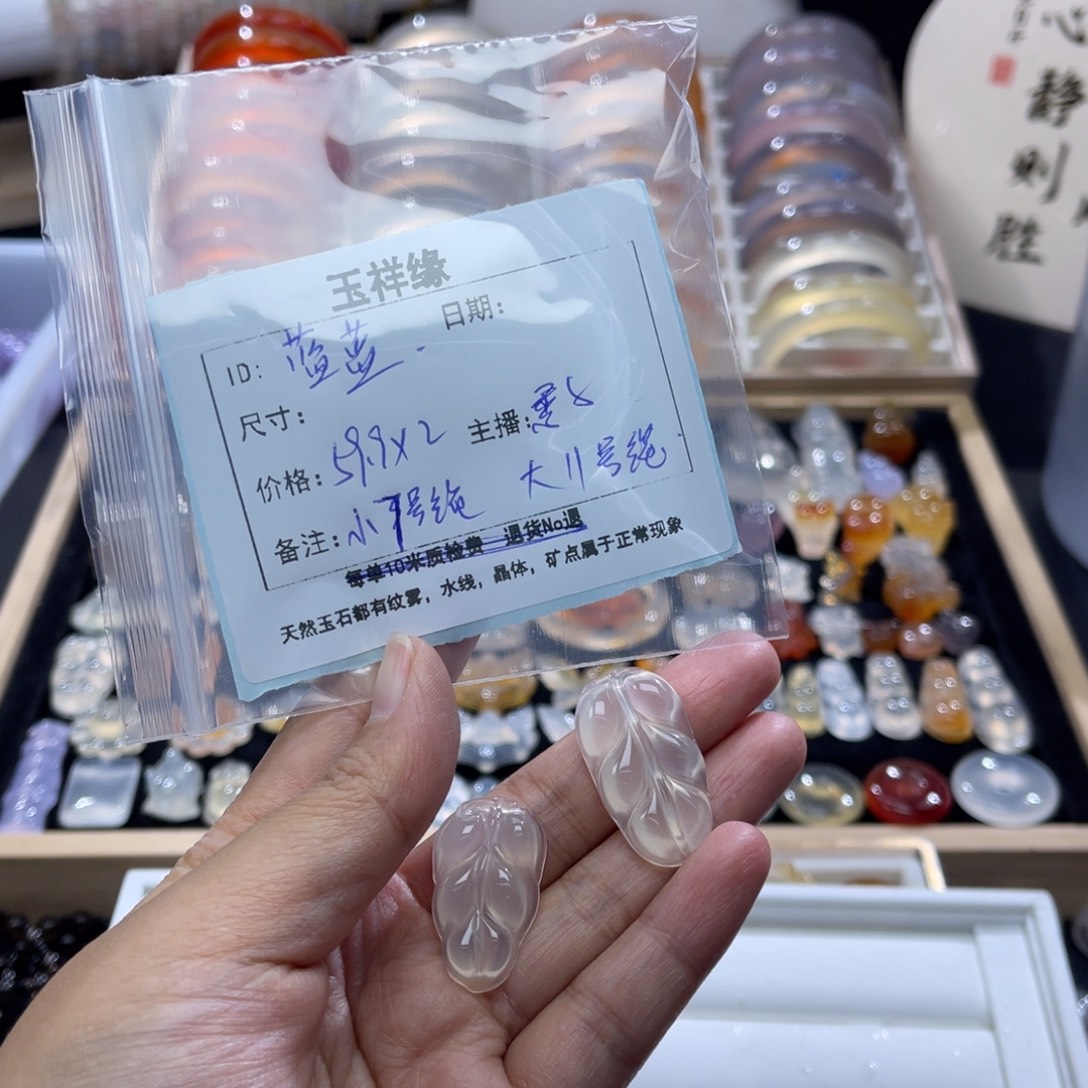 玉祥缘
日期：
ID: 蓝蓝
尺寸：
价格: 59.9X2 主播:
备注: 小 号绳 大11号绳
每单10米质检费 退货No退
天然玉石都有纹雾，水线，晶体，矿点属于正常现象
心
静
则
胜